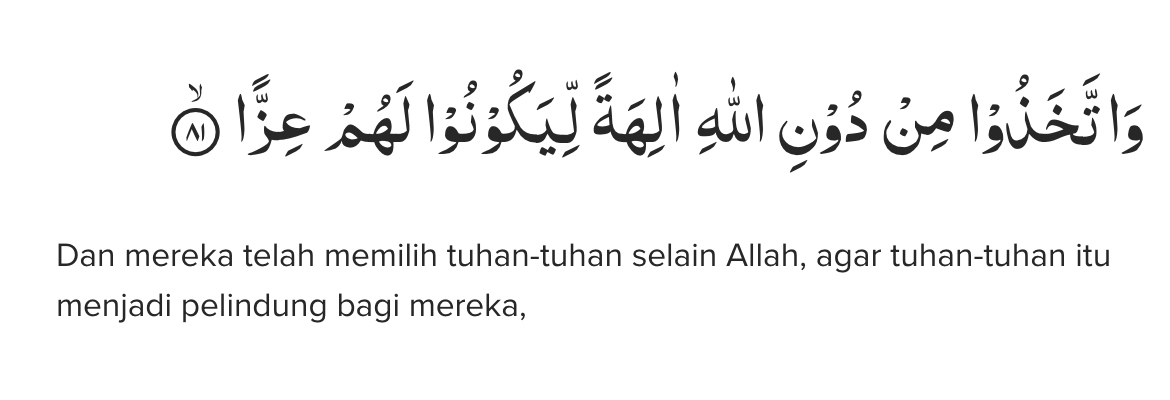 وَاتَّخَذُوْا مِنْ دُوْنِ اللّٰهِ اٰلِهَةً لِّيَكُوْنُوْا لَهُمْ عِزًّا ۙ ٨١
Dan mereka telah memilih tuhan-tuhan selain Allah, agar tuhan-tuhan itu
menjadi pelindung bagi mereka,